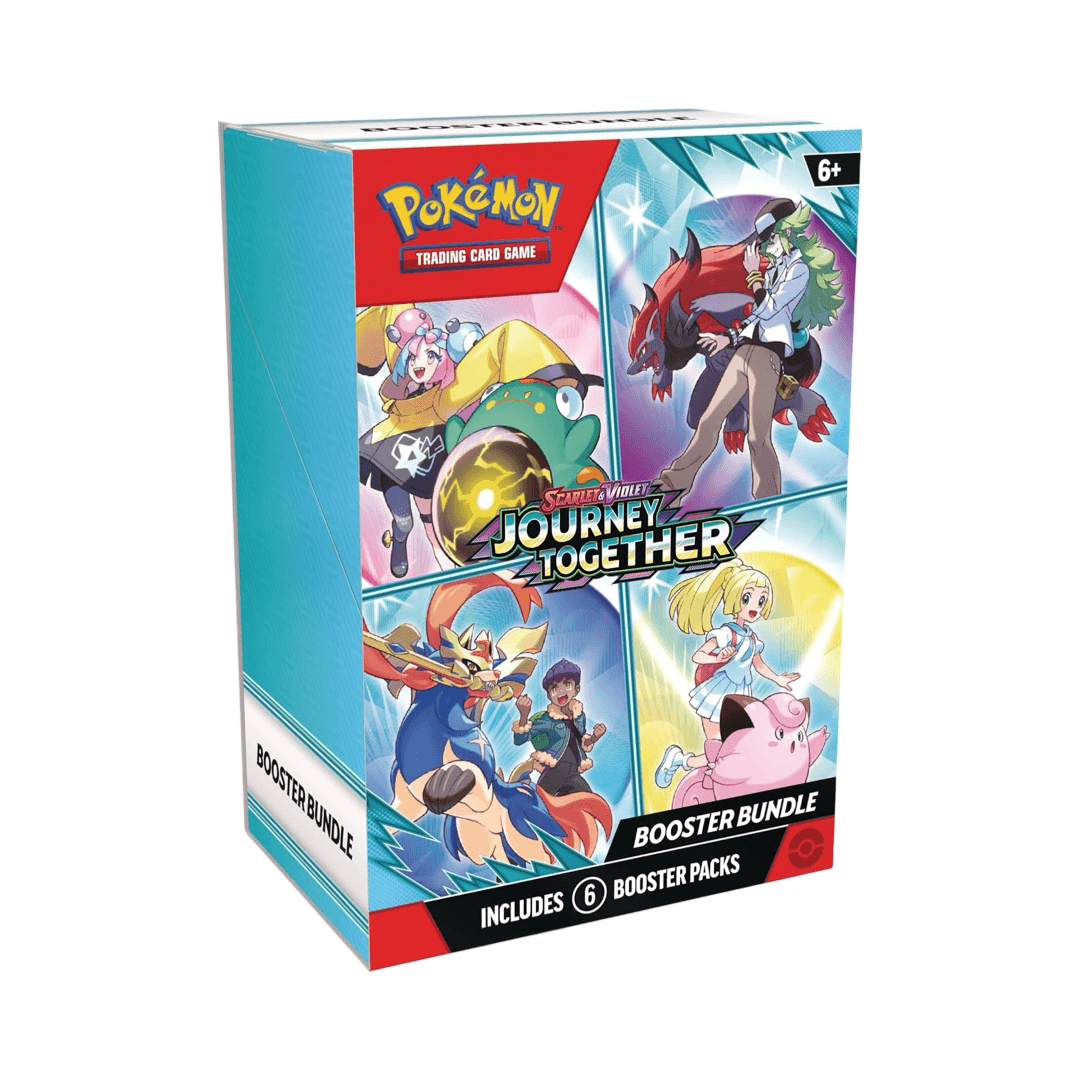 BOOSTER BUNDLE
6+
POKéMON
TRADING CARD GAME
SCARLET & VIOLET
JOURNEY
TOGETHER
BOOSTER BUNDLE
BOOSTER BUNDLE
INCLUDES 6 BOOSTER PACKS